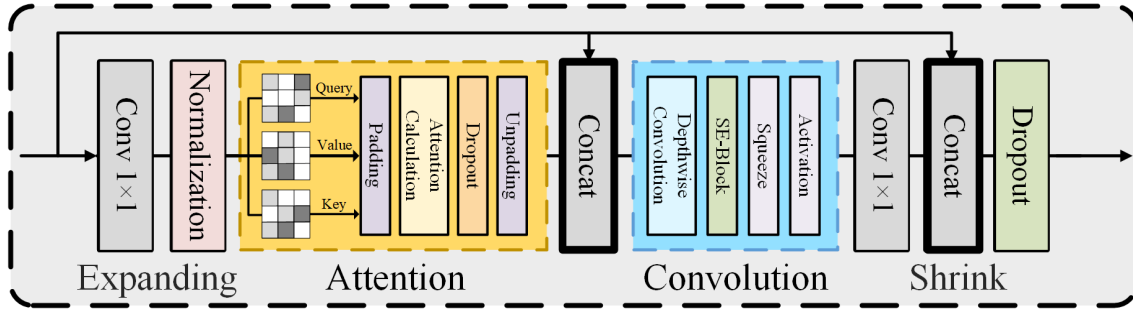 Conv 1×1
Normalization
Query
Value
Key
Padding
Attention
Calculation
Dropout
Unpadding
Concat
Depthwise
Convolution
SE-Block
Squeeze
Activation
Conv 1×1
Concat
Dropout
Expanding
Attention
Convolution
Shrink